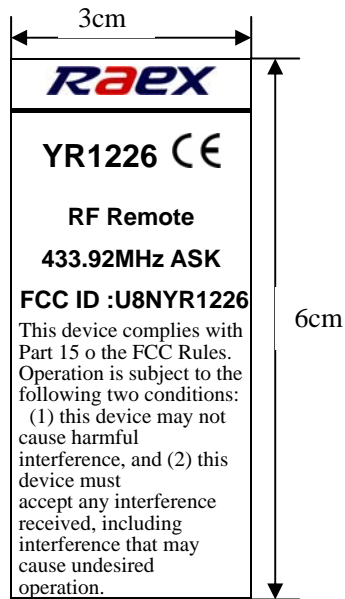 3cm
Raex
YR1226 CE
RF Remote
433.92MHz ASK
FCC ID :U8NYR1226
6cm
This device complies with
Part 15 o the FCC Rules.
Operation is subject to the
following two conditions:
(1) this device may not
cause harmful
interference, and (2) this
device must
accept any interference
received, including
interference that may
cause undesired
operation.